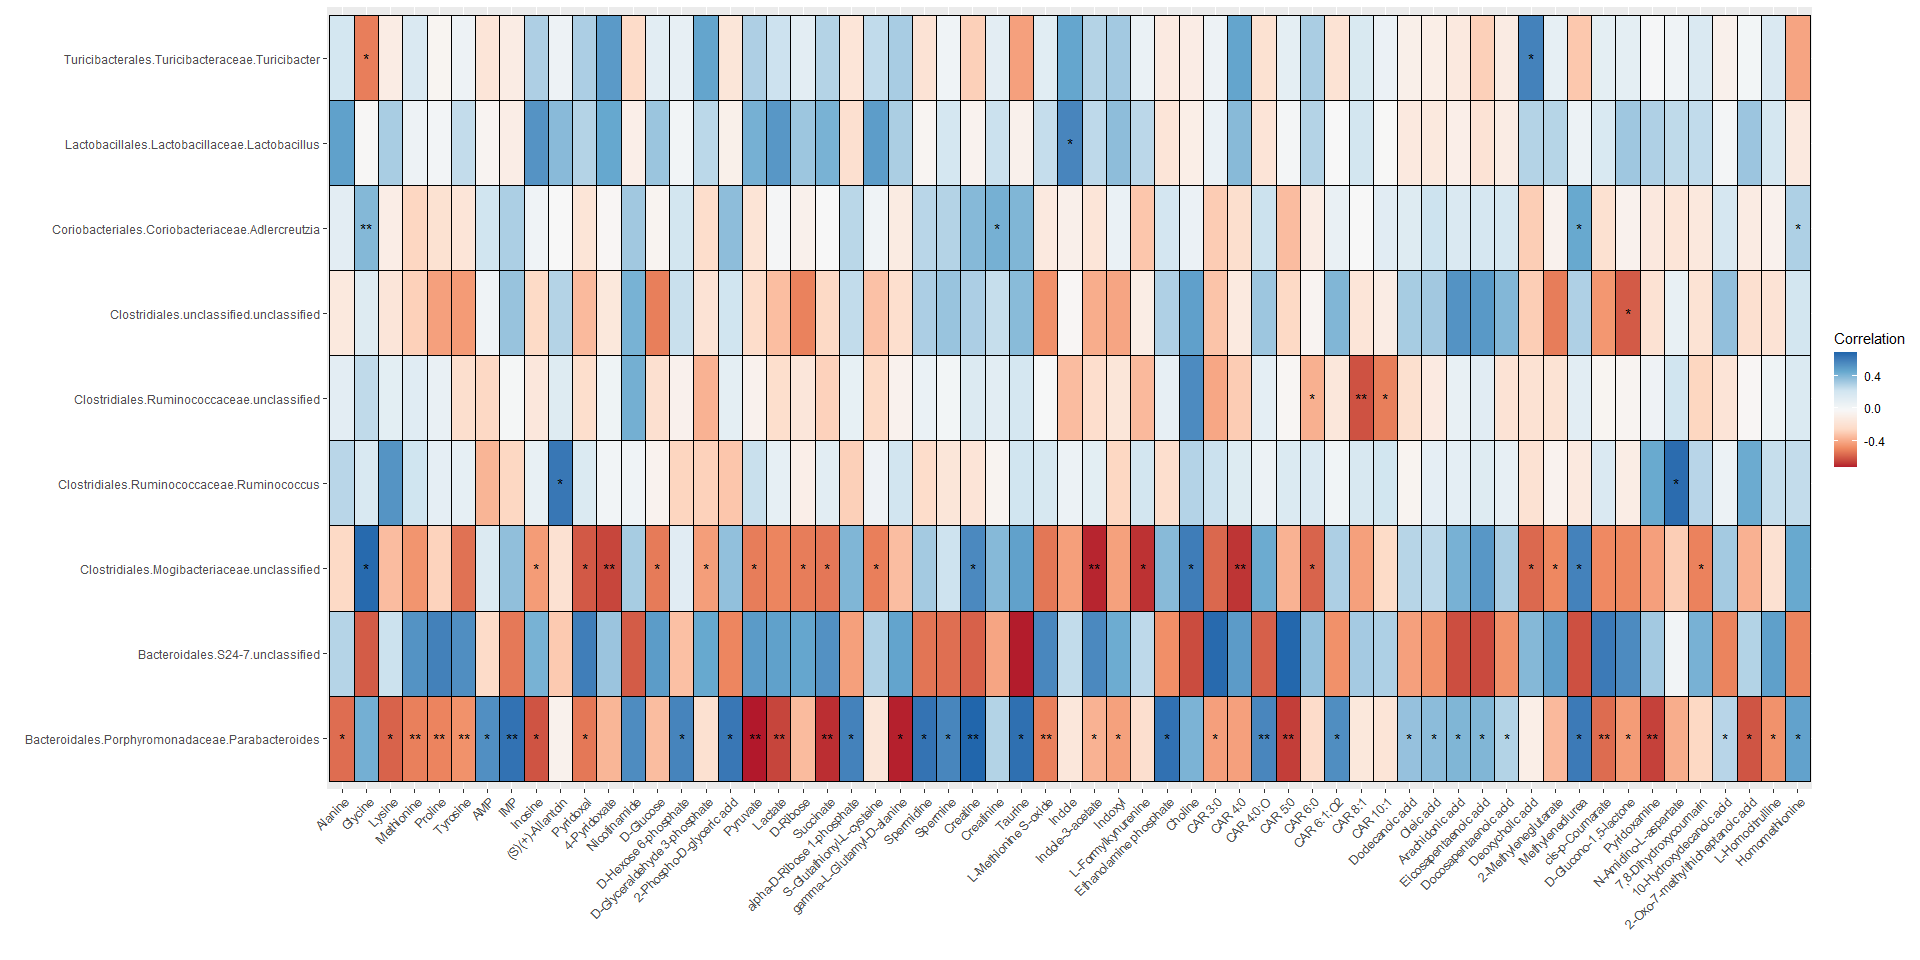 Turicibacterales.Turicibacteraceae.Turicibacter
* *
Lactobacillales.Lactobacillaceae.Lactobacillus
*
Coriobacteriales.Coriobacteriaceae.Adlercreutzia
** * * *
Clostridiales.unclassified.unclassified
*
Clostridiales.Ruminococcaceae.unclassified
* ** *
Clostridiales.Ruminococcaceae.Ruminococcus
* *
Clostridiales.Mogibacteriaceae.unclassified
* * * ** * * * * * * * ** * * ** * * * * *
Bacteroidales.S24-7.unclassified
Bacteroidales.Porphyromonadaceae.Parabacteroides
* * ** ** ** * ** * * * * ** ** ** * * * * ** * ** * * * * ** ** * * * * * * ** * ** * * * *
Alanine
Glycine
Lysine
Methionine
Proline
Tyrosine
AMP
IMP
Inosine
(S)(+)-Allantoin
Pyridoxal
4-Pyridoxate
Nicotinamide
D-Glucose
D-Hexose 6-phosphate
D-Glyceraldehyde 3-phosphate
2-Phospho-D-glyceric acid
Pyruvate
Lactate
D-Ribose
Succinate
alpha-D-Ribose 1-phosphate
S-Glutathionyl-L-cysteine
gamma-L-Glutamyl-D-alanine
Spermidine
Spermine
Creatine
Creatinine
Taurine
L-Methionine S-oxide
Indole
Indole-3-acetate
Indoxyl
L-Formylkynurenine
Ethanolamine phosphate
Choline
CAR 3:0
CAR 4:0
CAR 4:0;O
CAR 5:0
CAR 6:0
CAR 6:1;O2
CAR 8:1
CAR 10:1
Dodecanoic acid
Oleic acid
Arachidonic acid
Eicosapentaenoic acid
Docosapentaenoic acid
Deoxycholic acid
2-Methyleneglutarate
Methylenediurea
cis-p-Coumarate
D-Glucono-1,5-lactone
Pyridoxamine
N-Amidino-L-aspartate
7,8-Dihydroxycoumarin
10-Hydroxydecanoic acid
2-Oxo-7-methylthioheptanoic acid
L-Homocitrulline
Homomethionine
Correlation
0.4
0.0
-0.4